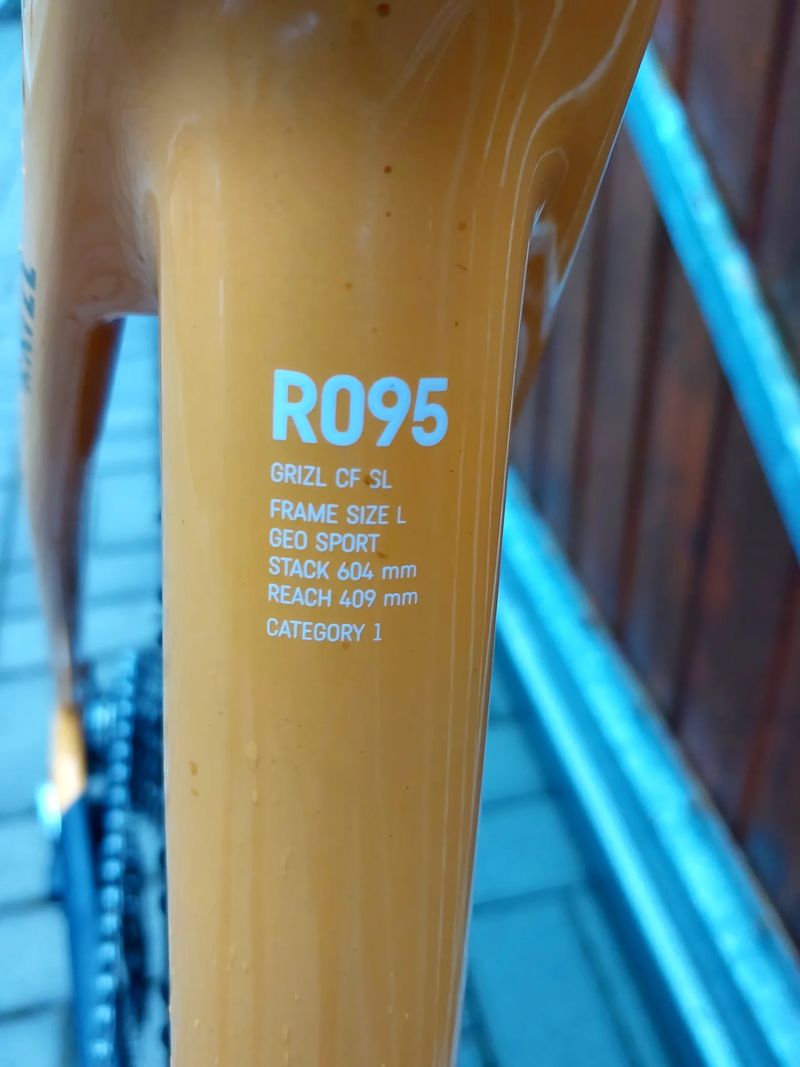 R095
GRIZL CF SL
FRAME SIZE L
GEO SPORT
STACK 604 mm
REACH 409 mm
CATEGORY 1